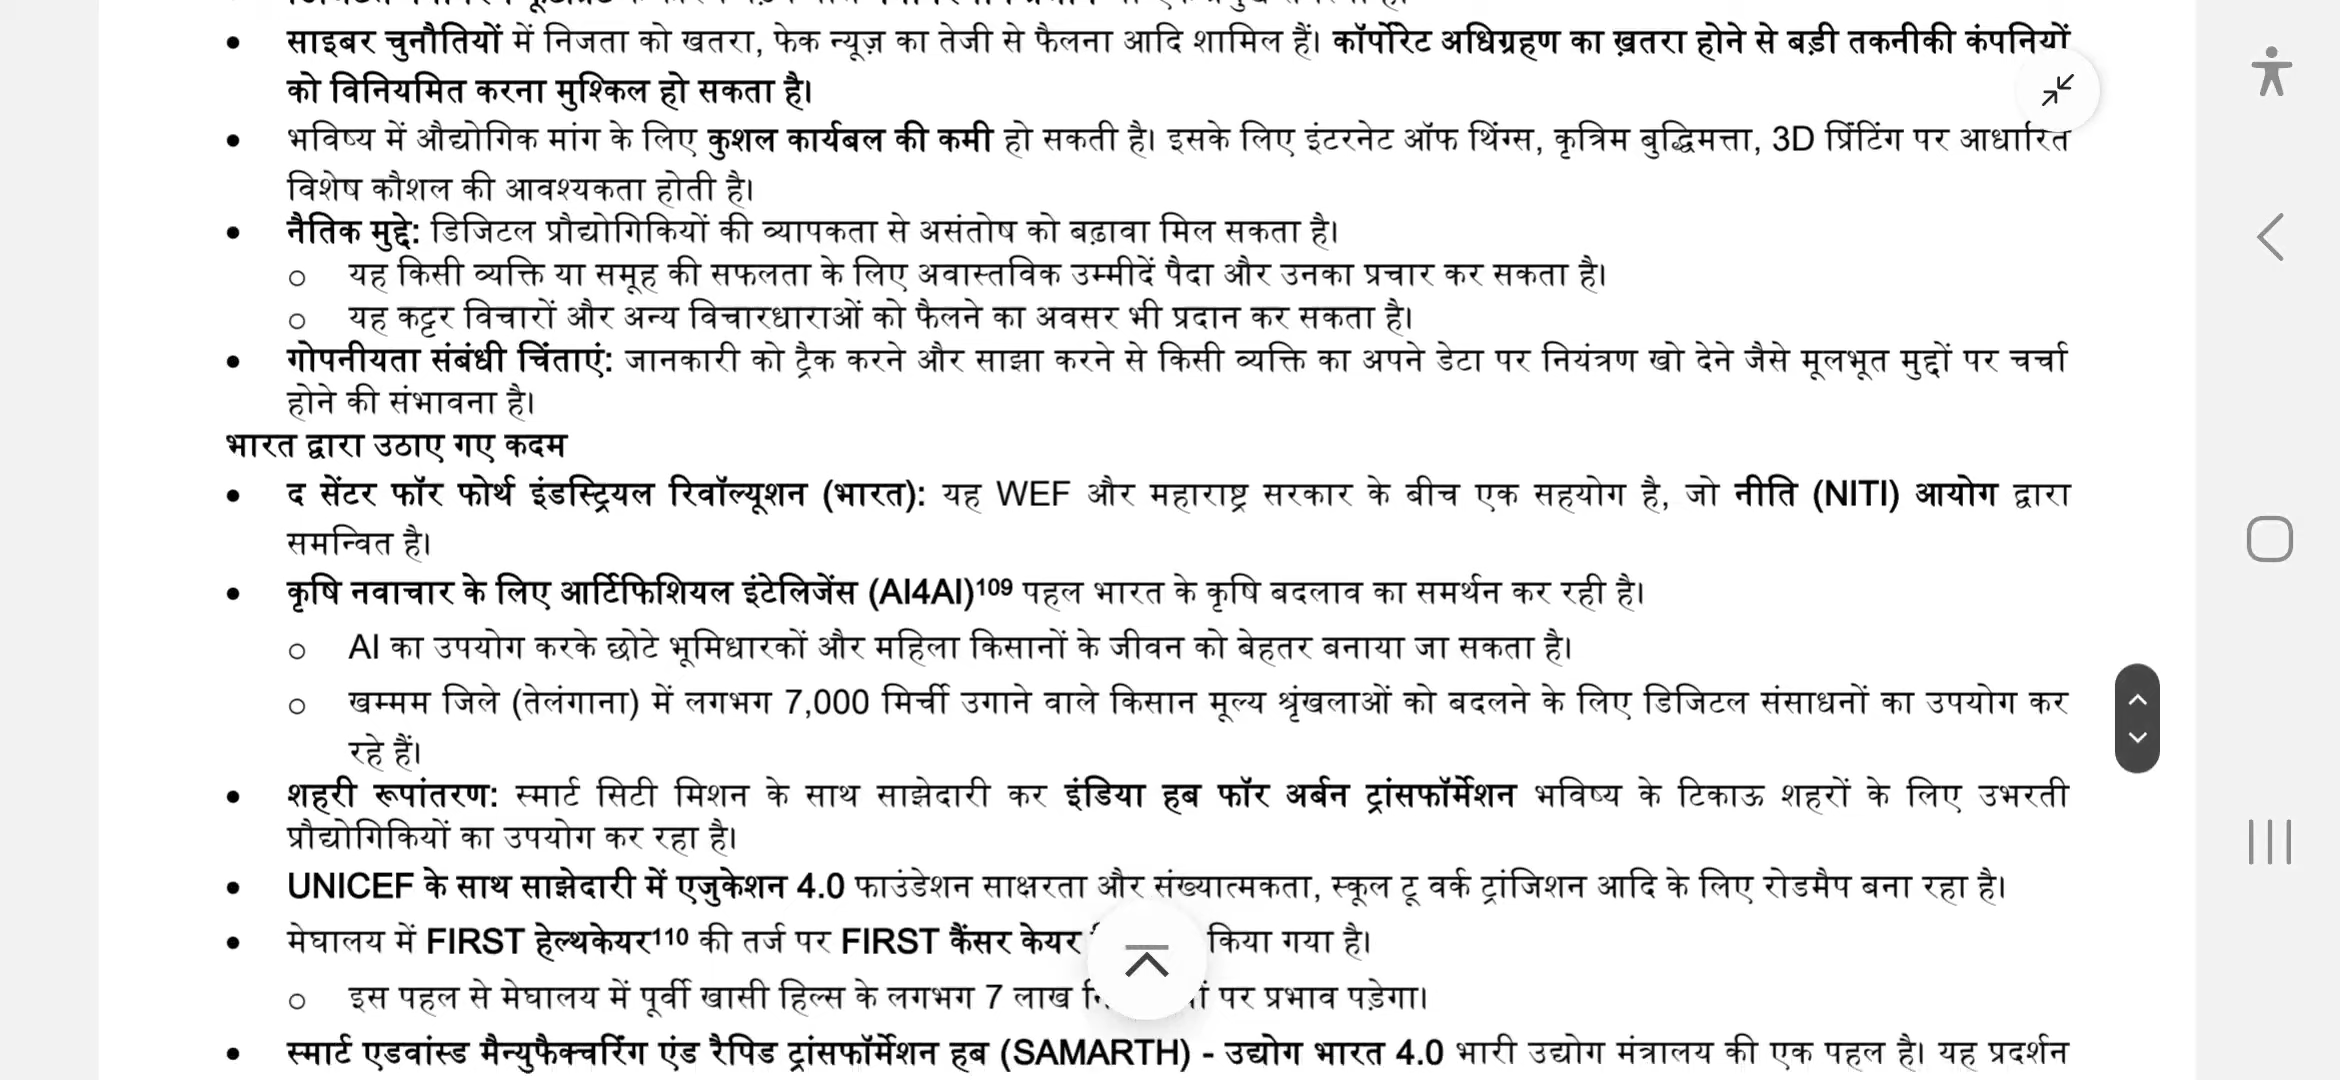 • साइबर चुनौतियों में निजता को खतरा, फेक न्यूज़ का तेजी से फैलना आदि शामिल हैं। कॉर्पोरेट अधिग्रहण का ख़तरा होने से बड़ी तकनीकी कंपनियों
को विनियमित करना मुश्किल हो सकता है।
• भविष्य में औद्योगिक मांग के लिए कुशल कार्यबल की कमी हो सकती है। इसके लिए इंटरनेट ऑफ थिंग्स, कृत्रिम बुद्धिमत्ता, 3D प्रिंटिंग पर आधारित
विशेष कौशल की आवश्यकता होती है।
• नैतिक मुद्दे: डिजिटल प्रौद्योगिकियों की व्यापकता से असंतोष को बढ़ावा मिल सकता है।
○ यह किसी व्यक्ति या समूह की सफलता के लिए अवास्तविक उम्मीदें पैदा और उनका प्रचार कर सकता है।
○ यह कट्टर विचारों और अन्य विचारधाराओं को फैलने का अवसर भी प्रदान कर सकता है।
• गोपनीयता संबंधी चिंताएं: जानकारी को ट्रैक करने और साझा करने से किसी व्यक्ति का अपने डेटा पर नियंत्रण खो देने जैसे मूलभूत मुद्दों पर चर्चा
होने की संभावना है।
भारत द्वारा उठाए गए कदम
• द सेंटर फॉर फोर्थ इंडस्ट्रियल रिवॉल्यूशन (भारत): यह WEF और महाराष्ट्र सरकार के बीच एक सहयोग है, जो नीति (NITI) आयोग द्वारा
समन्वित है।
• कृषि नवाचार के लिए आर्टिफिशियल इंटेलिजेंस (AI4AI)¹⁰⁹ पहल भारत के कृषि बदलाव का समर्थन कर रही है।
○ AI का उपयोग करके छोटे भूमिधारकों और महिला किसानों के जीवन को बेहतर बनाया जा सकता है।
○ खम्मम जिले (तेलंगाना) में लगभग 7,000 मिर्ची उगाने वाले किसान मूल्य श्रृंखलाओं को बदलने के लिए डिजिटल संसाधनों का उपयोग कर
रहे हैं।
• शहरी रूपांतरण: स्मार्ट सिटी मिशन के साथ साझेदारी कर इंडिया हब फॉर अर्बन ट्रांसफॉर्मेशन भविष्य के टिकाऊ शहरों के लिए उभरती
प्रौद्योगिकियों का उपयोग कर रहा है।
• UNICEF के साथ साझेदारी में एजुकेशन 4.0 फाउंडेशन साक्षरता और संख्यात्मकता, स्कूल टू वर्क ट्रांजिशन आदि के लिए रोडमैप बना रहा है।
• मेघालय में FIRST हेल्थकेयर¹¹⁰ की तर्ज पर FIRST कैंसर केयर किया गया है।
○ इस पहल से मेघालय में पूर्वी खासी हिल्स के लगभग 7 लाख पर प्रभाव पड़ेगा।
• स्मार्ट एडवांस्ड मैन्युफैक्चरिंग एंड रैपिड ट्रांसफॉर्मेशन हब (SAMARTH) - उद्योग भारत 4.0 भारी उद्योग मंत्रालय की एक पहल है। यह प्रदर्शन